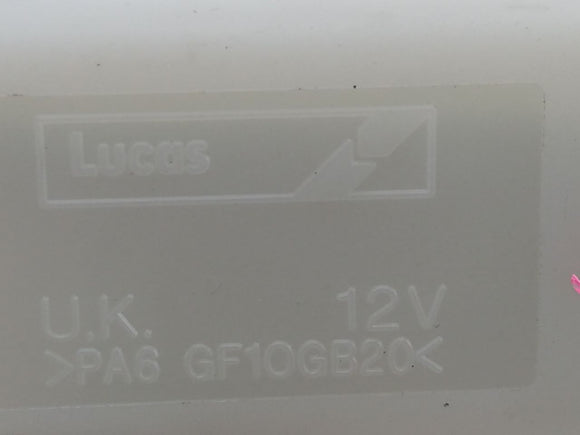 Lucas
U.K. 12V
>PA6 GF10GB20<